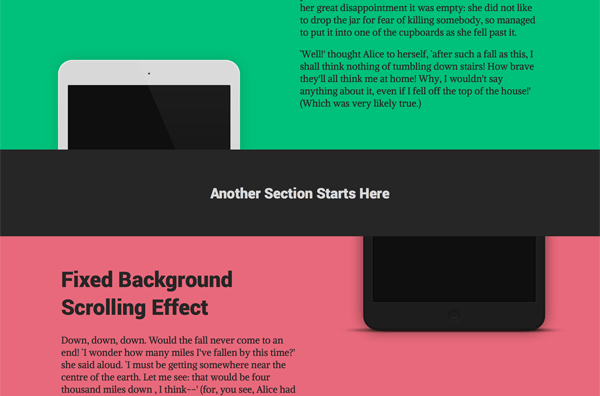 her great disappointment it was empty: she did not like
to drop the jar for fear of killing somebody, so managed
to put it into one of the cupboards as she fell past it.
'Well!' thought Alice to herself, 'after such a fall as this, I
shall think nothing of tumbling down stairs! How brave
they'll all think me at home! Why, I wouldn't say
anything about it, even if I fell off the top of the house!'
(Which was very likely true.)
Another Section Starts Here
Fixed Background
Scrolling Effect
Down, down, down. Would the fall never come to an
end! 'I wonder how many miles I've fallen by this time?'
she said aloud. 'I must be getting somewhere near the
centre of the earth. Let me see: that would be four
thousand miles down , I think--' (for, you see, Alice had